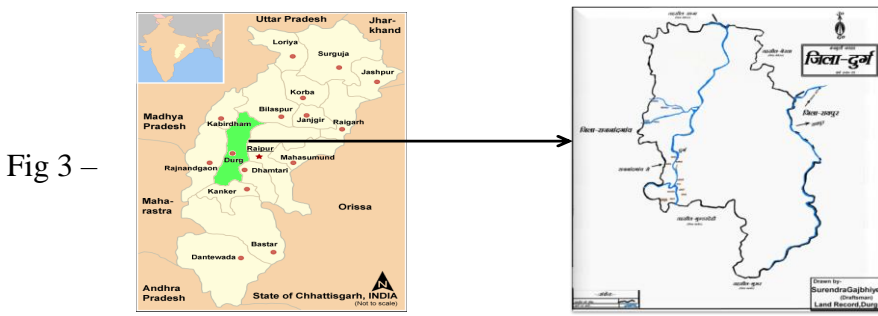 Fig 3 –
Uttar Pradesh
Jhar-
khand
Loriya
Surguja
Jashpur
Korba
Madhya
Pradesh
Bilaspur
Janjgir
Raigarh
Kabirdham
Raipur
Durg
Mahasumund
Rajnandgaon
Dhamtari
Kanker
Maha-
rastra
Orissa
Bastar
Dantewada
Andhra
Pradesh
N
State of Chhattisgarh, INDIA
(Not to scale)
जिला-दुर्ग
जिला-रायपुर
जिला-राजनांदगांव
दुर्ग
Drawn by-
SurendraGajbhiye
(Draftsman)
Land Record,Durg